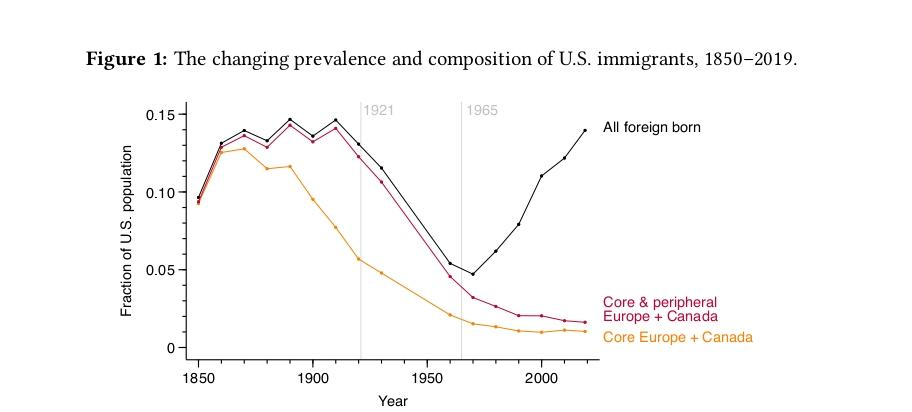 Figure 1: The changing prevalence and composition of U.S. immigrants, 1850–2019.
1921
1965
0.15
All foreign born
0.10
Fraction of U.S. population
0.05
Core & peripheral
Europe + Canada
Core Europe + Canada
0
1850
1900
1950
2000
Year